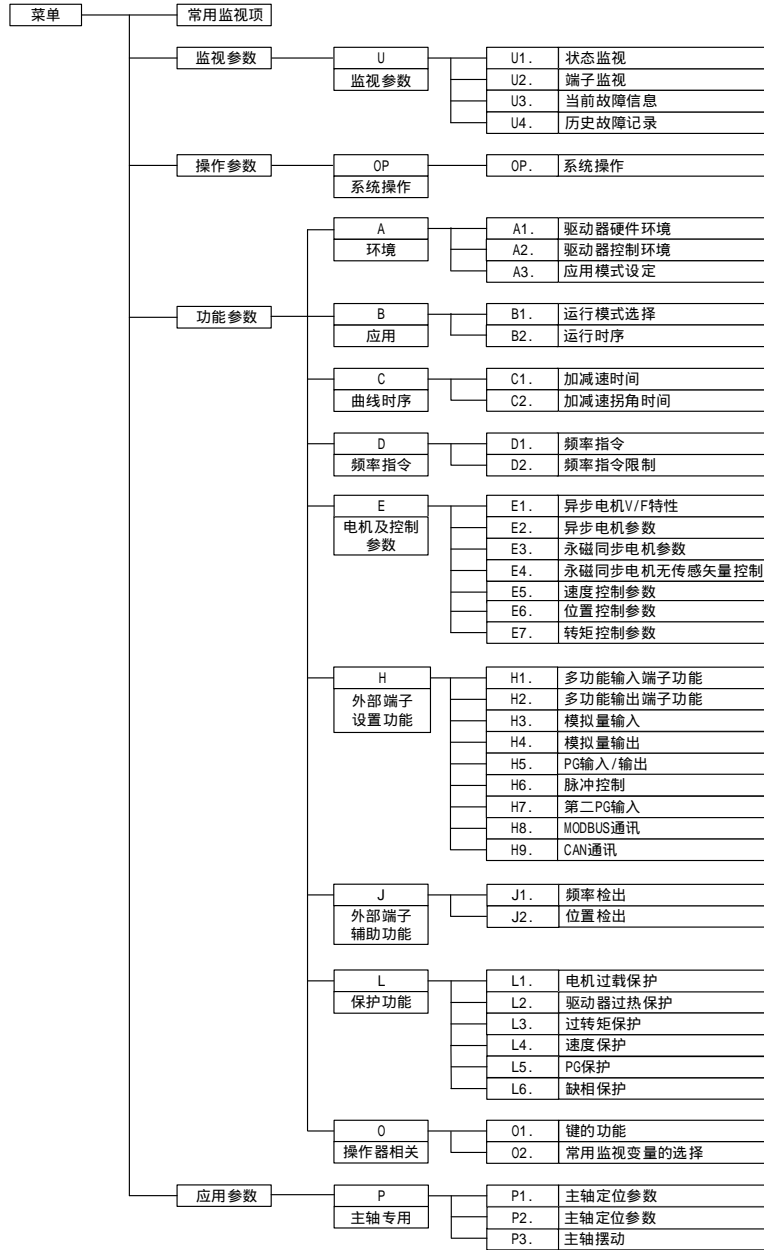 菜单
常用监视项
监视参数
U
监视参数
U1. 状态监视
U2. 端子监视
U3. 当前故障信息
U4. 历史故障记录
操作参数
OP
系统操作
OP. 系统操作
功能参数
A
环境
A1. 驱动器硬件环境
A2. 驱动器控制环境
A3. 应用模式设定
B
应用
B1. 运行模式选择
B2. 运行时序
C
曲线时序
C1. 加减速时间
C2. 加减速拐角时间
D
频率指令
D1. 频率指令
D2. 频率指令限制
E
电机及控制
参数
E1. 异步电机V/F特性
E2. 异步电机参数
E3. 永磁同步电机参数
E4. 永磁同步电机无传感矢量控制
E5. 速度控制参数
E6. 位置控制参数
E7. 转矩控制参数
H
外部端子
设置功能
H1. 多功能输入端子功能
H2. 多功能输出端子功能
H3. 模拟量输入
H4. 模拟量输出
H5. PG输入/输出
H6. 脉冲控制
H7. 第二PG输入
H8. MODBUS通讯
H9. CAN通讯
J
外部端子
辅助功能
J1. 频率检出
J2. 位置检出
L
保护功能
L1. 电机过载保护
L2. 驱动器过热保护
L3. 过转矩保护
L4. 速度保护
L5. PG保护
L6. 缺相保护
O
操作器相关
O1. 键的功能
O2. 常用监视变量的选择
应用参数
P
主轴专用
P1. 主轴定位参数
P2. 主轴定位参数
P3. 主轴摆动